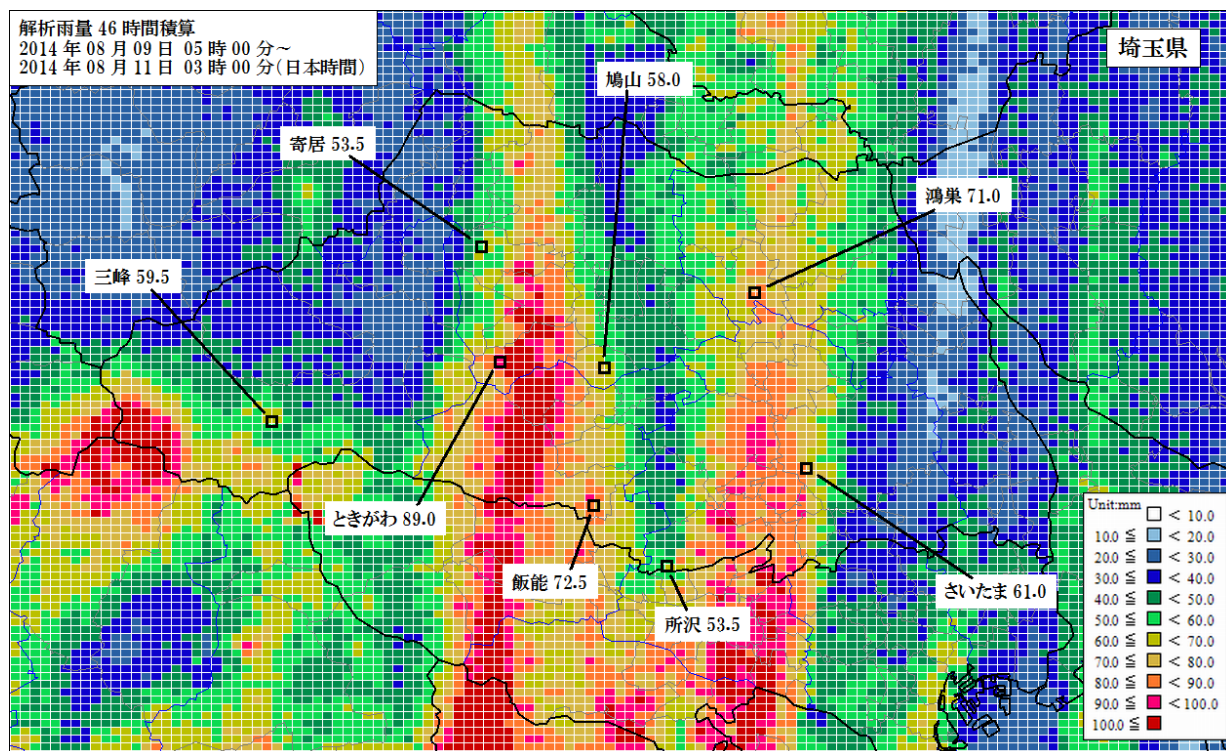 解析雨量 46 時間積算
2014 年 08 月 09 日 05 時 00 分～
2014 年 08 月 11 日 03 時 00 分(日本時間)
埼玉県
鳩山 58.0
寄居 53.5
鴻巣 71.0
三峰 59.5
ときがわ 89.0
飯能 72.5
所沢 53.5
さいたま 61.0
Unit:mm
< 10.0
10.0 ≦ < 20.0
20.0 ≦ < 30.0
30.0 ≦ < 40.0
40.0 ≦ < 50.0
50.0 ≦ < 60.0
60.0 ≦ < 70.0
70.0 ≦ < 80.0
80.0 ≦ < 90.0
90.0 ≦ < 100.0
100.0 ≦